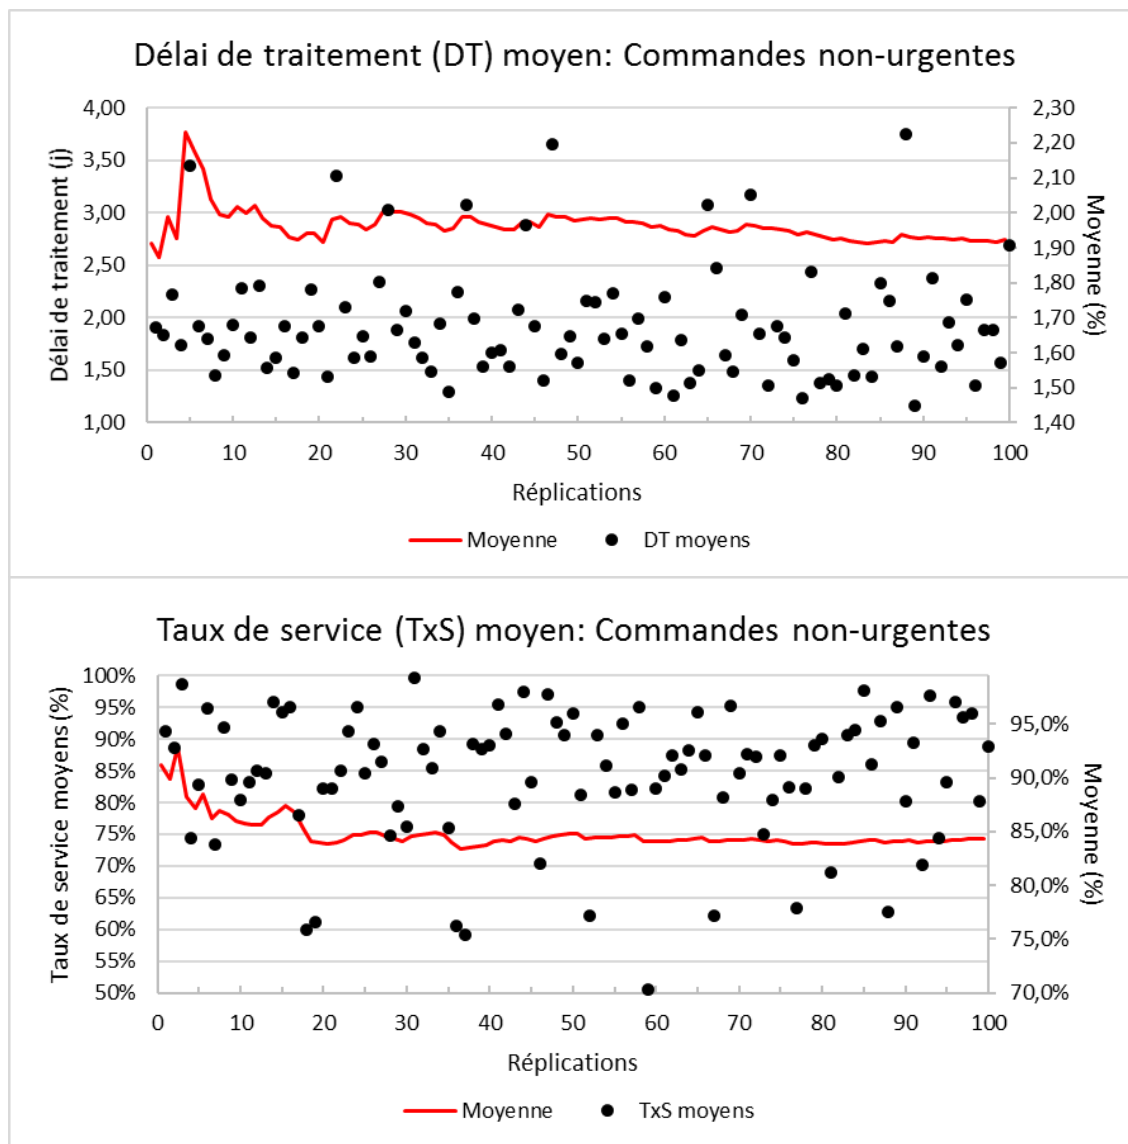 Délai de traitement (DT) moyen: Commandes non-urgentes
Délai de traitement (j)
4,00
3,50
3,00
2,50
2,00
1,50
1,00
2,30
2,20
2,10
2,00
1,90
1,80
1,70
1,60
1,50
1,40
Moyenne (%)
0 10 20 30 40 50 60 70 80 90 100
Réplications
Moyenne DT moyens
Taux de service (TxS) moyen: Commandes non-urgentes
Taux de service moyens (%)
100%
95%
90%
85%
80%
75%
70%
65%
60%
55%
50%
95,0%
90,0%
85,0%
80,0%
75,0%
70,0%
Moyenne (%)
0 10 20 30 40 50 60 70 80 90 100
Réplications
Moyenne TxS moyens